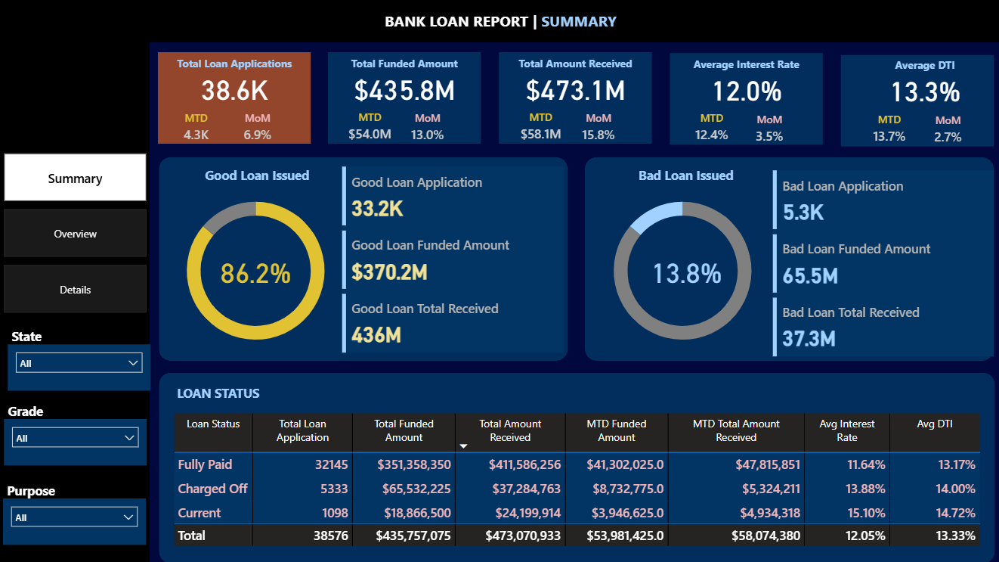 BANK LOAN REPORT | SUMMARY
Total Loan Applications
38.6K
MTD MoM
4.3K 6.9%
Total Funded Amount
$435.8M
MTD MoM
$54.0M 13.0%
Total Amount Received
$473.1M
MTD MoM
$58.1M 15.8%
Average Interest Rate
12.0%
MTD MoM
12.4% 3.5%
Average DTI
13.3%
MTD MoM
13.7% 2.7%
Summary
Overview
Details
State
All
Grade
All
Purpose
All
Good Loan Issued
86.2%
Good Loan Application
33.2K
Good Loan Funded Amount
$370.2M
Good Loan Total Received
436M
Bad Loan Issued
13.8%
Bad Loan Application
5.3K
Bad Loan Funded Amount
65.5M
Bad Loan Total Received
37.3M
LOAN STATUS
Loan Status Total Loan Total Funded Total Amount MTD Funded MTD Total Amount Avg Interest Avg DTI
Application Amount Received Amount Received Rate
Fully Paid 32145 $351,358,350 $411,586,256 $41,302,025.0 $47,815,851 11.64% 13.17%
Charged Off 5333 $65,532,225 $37,284,763 $8,732,775.0 $5,324,211 13.88% 14.00%
Current 1098 $18,866,500 $24,199,914 $3,946,625.0 $4,934,318 15.10% 14.72%
Total 38576 $435,757,075 $473,070,933 $53,981,425.0 $58,074,380 12.05% 13.33%